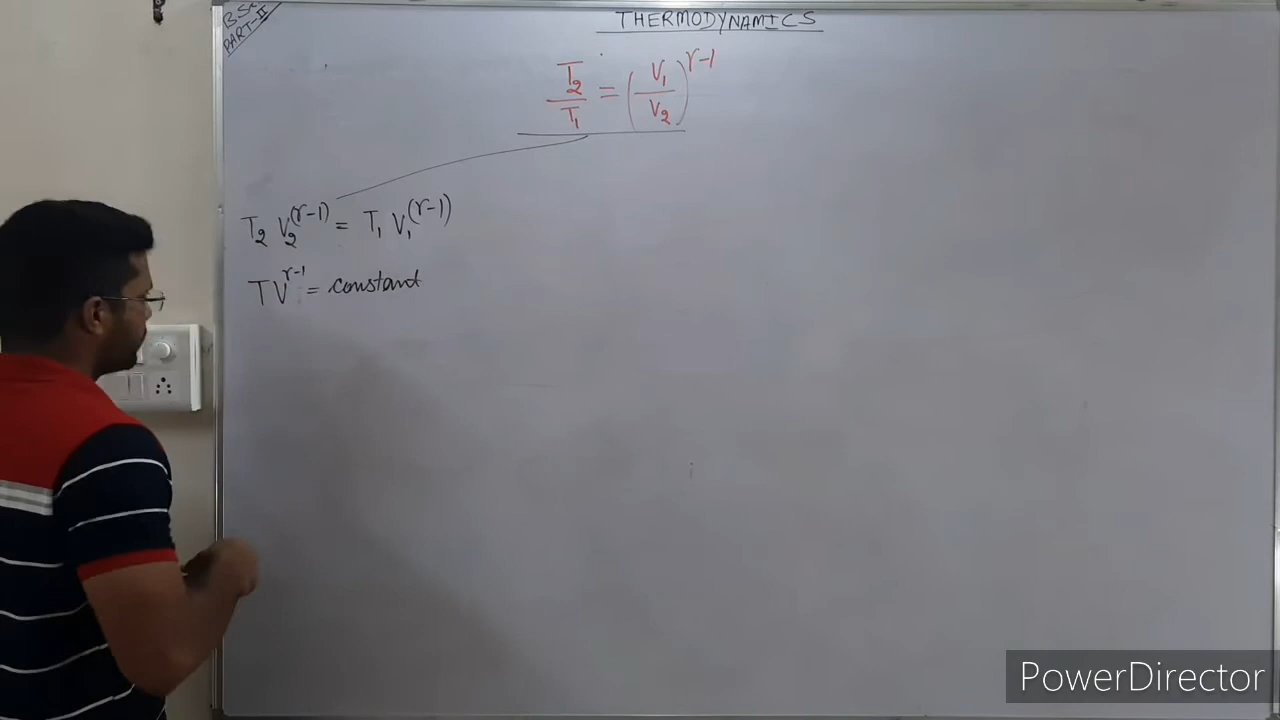 B.Sc
PART-II
THERMODYNAMICS
T₂/T₁ = (V₁/V₂)^γ-1
T₂ V₂^(γ-1) = T₁ V₁^(γ-1)
TV^γ-1 = constant
PowerDirector